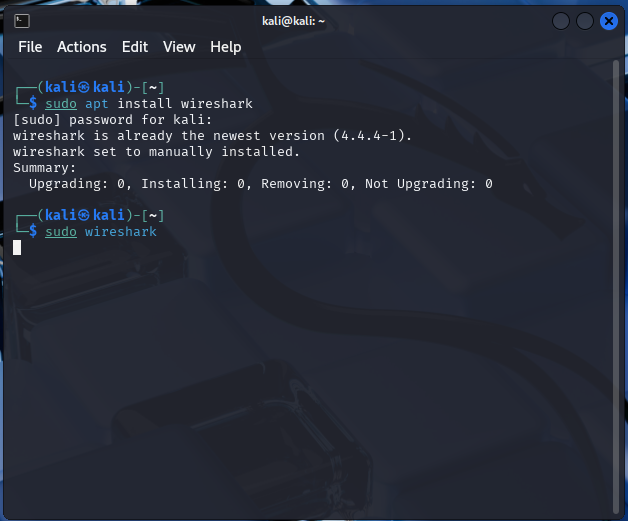 kali@kali: ~
File Actions Edit View Help
┌──(kali㉿kali)-[~]
└─$ sudo apt install wireshark
[sudo] password for kali:
wireshark is already the newest version (4.4.4-1).
wireshark set to manually installed.
Summary:
  Upgrading: 0, Installing: 0, Removing: 0, Not Upgrading: 0
┌──(kali㉿kali)-[~]
└─$ sudo wireshark